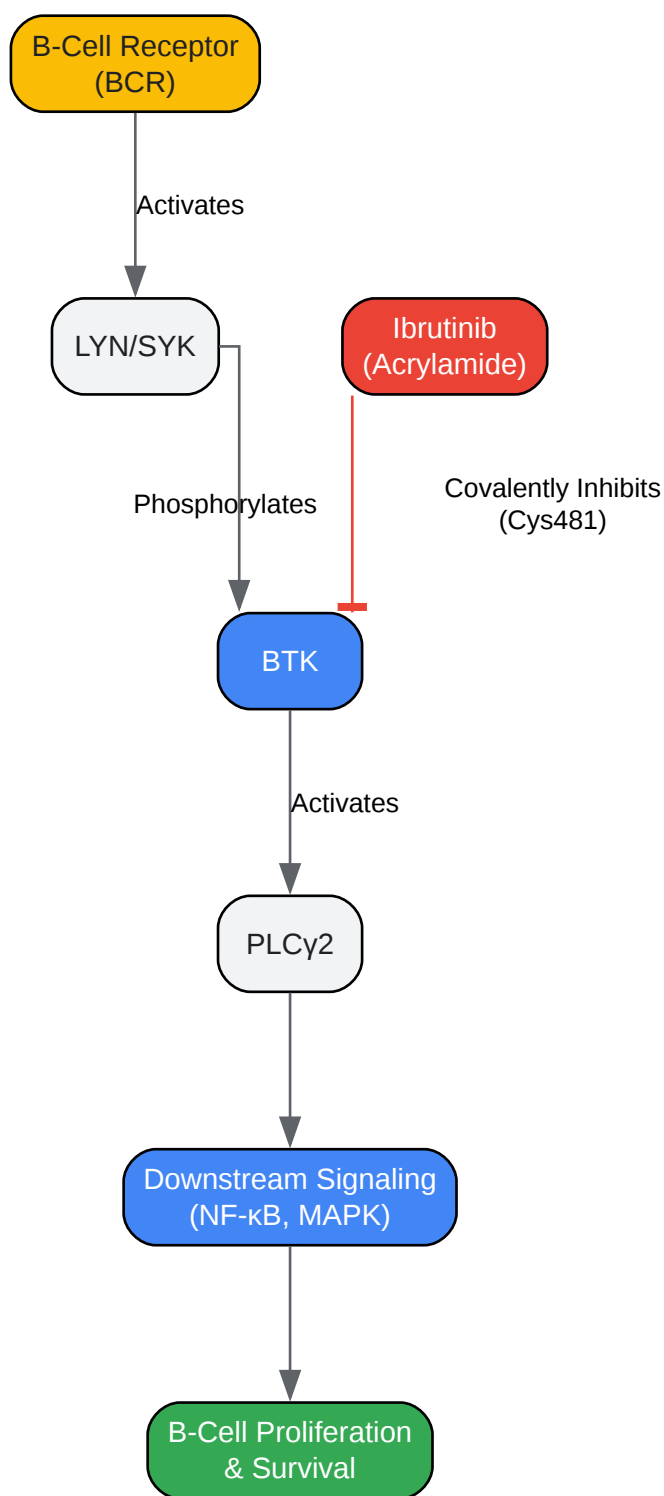 B-Cell Receptor
(BCR)
Activates
LYN/SYK
Ibrutinib
(Acrylamide)
Phosphorylates
Covalently Inhibits
(Cys481)
BTK
Activates
PLCγ2
Downstream Signaling
(NF-κB, MAPK)
B-Cell Proliferation
& Survival